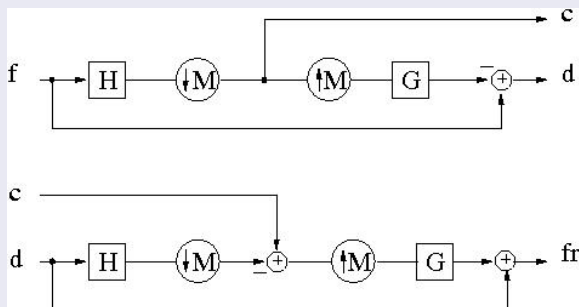 c
f H ↓M ↑M G − + d
c
d H ↓M − + ↑M G + fr